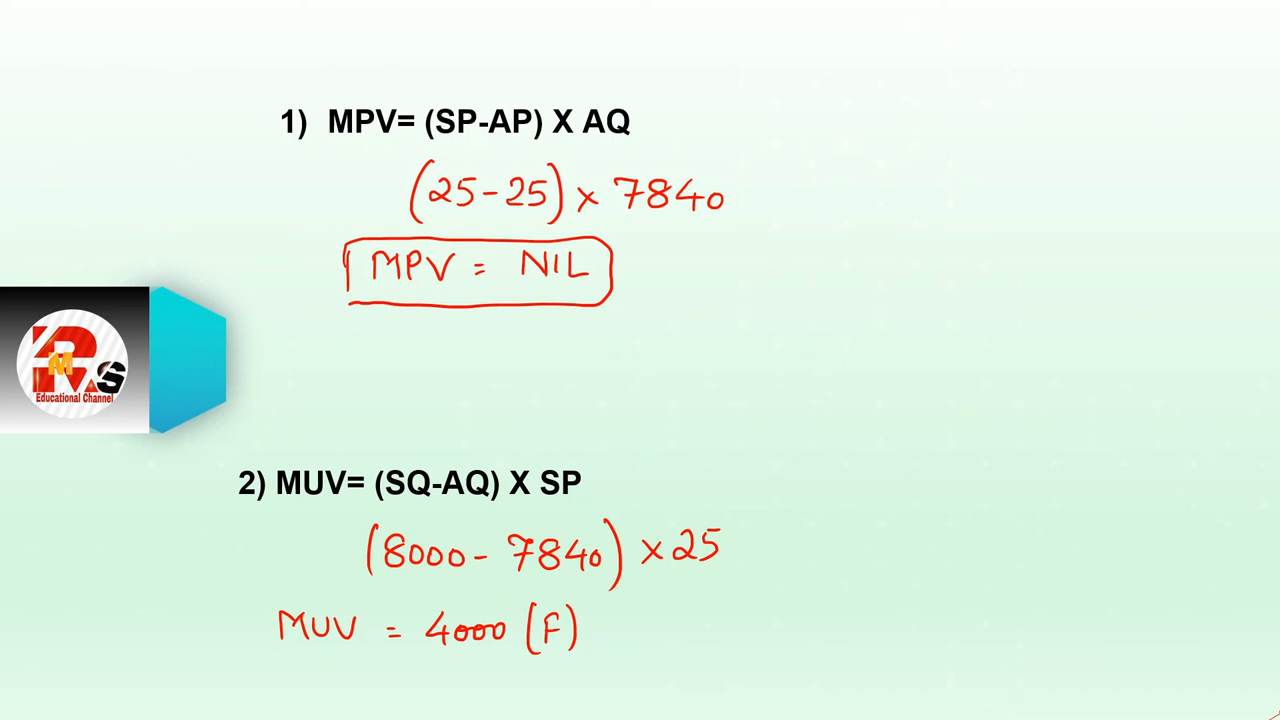 1) MPV= (SP-AP) X AQ
(25-25) x 7840
MPV = NIL
M S
Educational Channel
2) MUV= (SQ-AQ) X SP
(8000- 7840) x 25
MUV = 4000 (F)